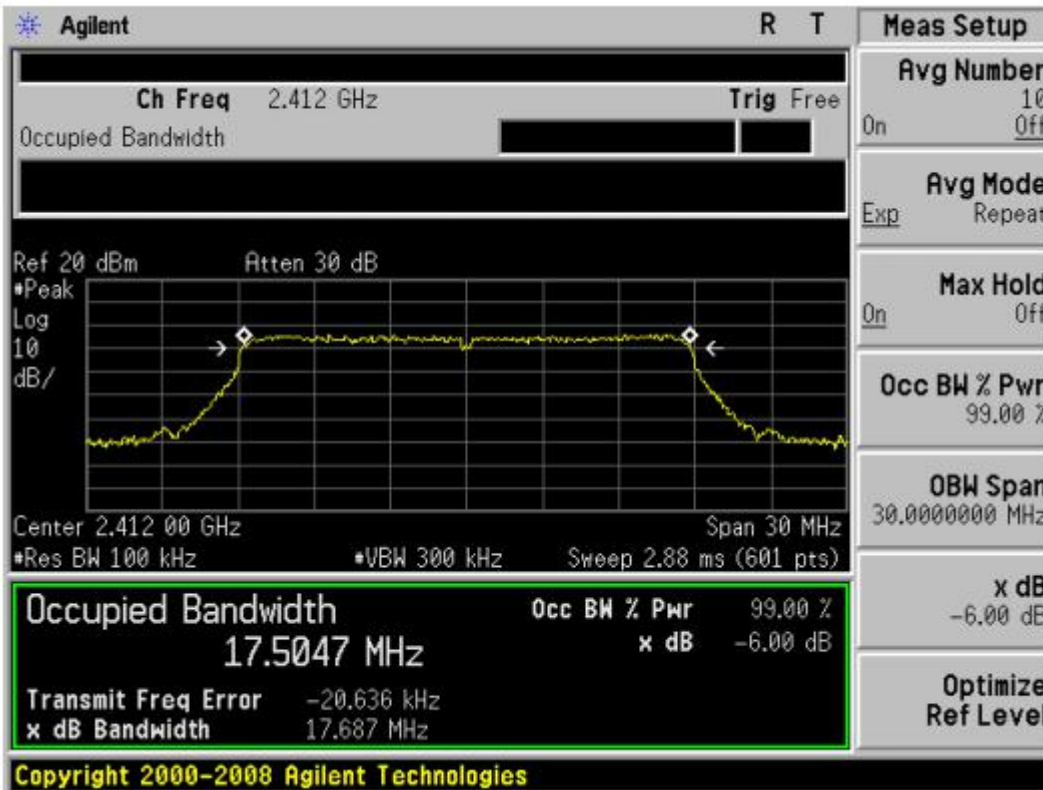 Agilent R T
Ch Freq 2.412 GHz Trig Free
Occupied Bandwidth
Ref 20 dBm Atten 30 dB
#Peak
Log
10
dB/
Center 2.412 00 GHz Span 30 MHz
#Res BW 100 kHz #VBW 300 kHz Sweep 2.88 ms (601 pts)
Occupied Bandwidth Occ BW % Pwr 99.00 %
17.5047 MHz x dB -6.00 dB
Transmit Freq Error -20.636 kHz
x dB Bandwidth 17.687 MHz
Copyright 2000-2008 Agilent Technologies
Meas Setup
Avg Number
10
On Off
Avg Mode
Exp Repeat
Max Hold
On Off
Occ BW % Pwr
99.00 %
OBW Span
30.0000000 MHz
x dB
-6.00 dB
Optimize
Ref Level